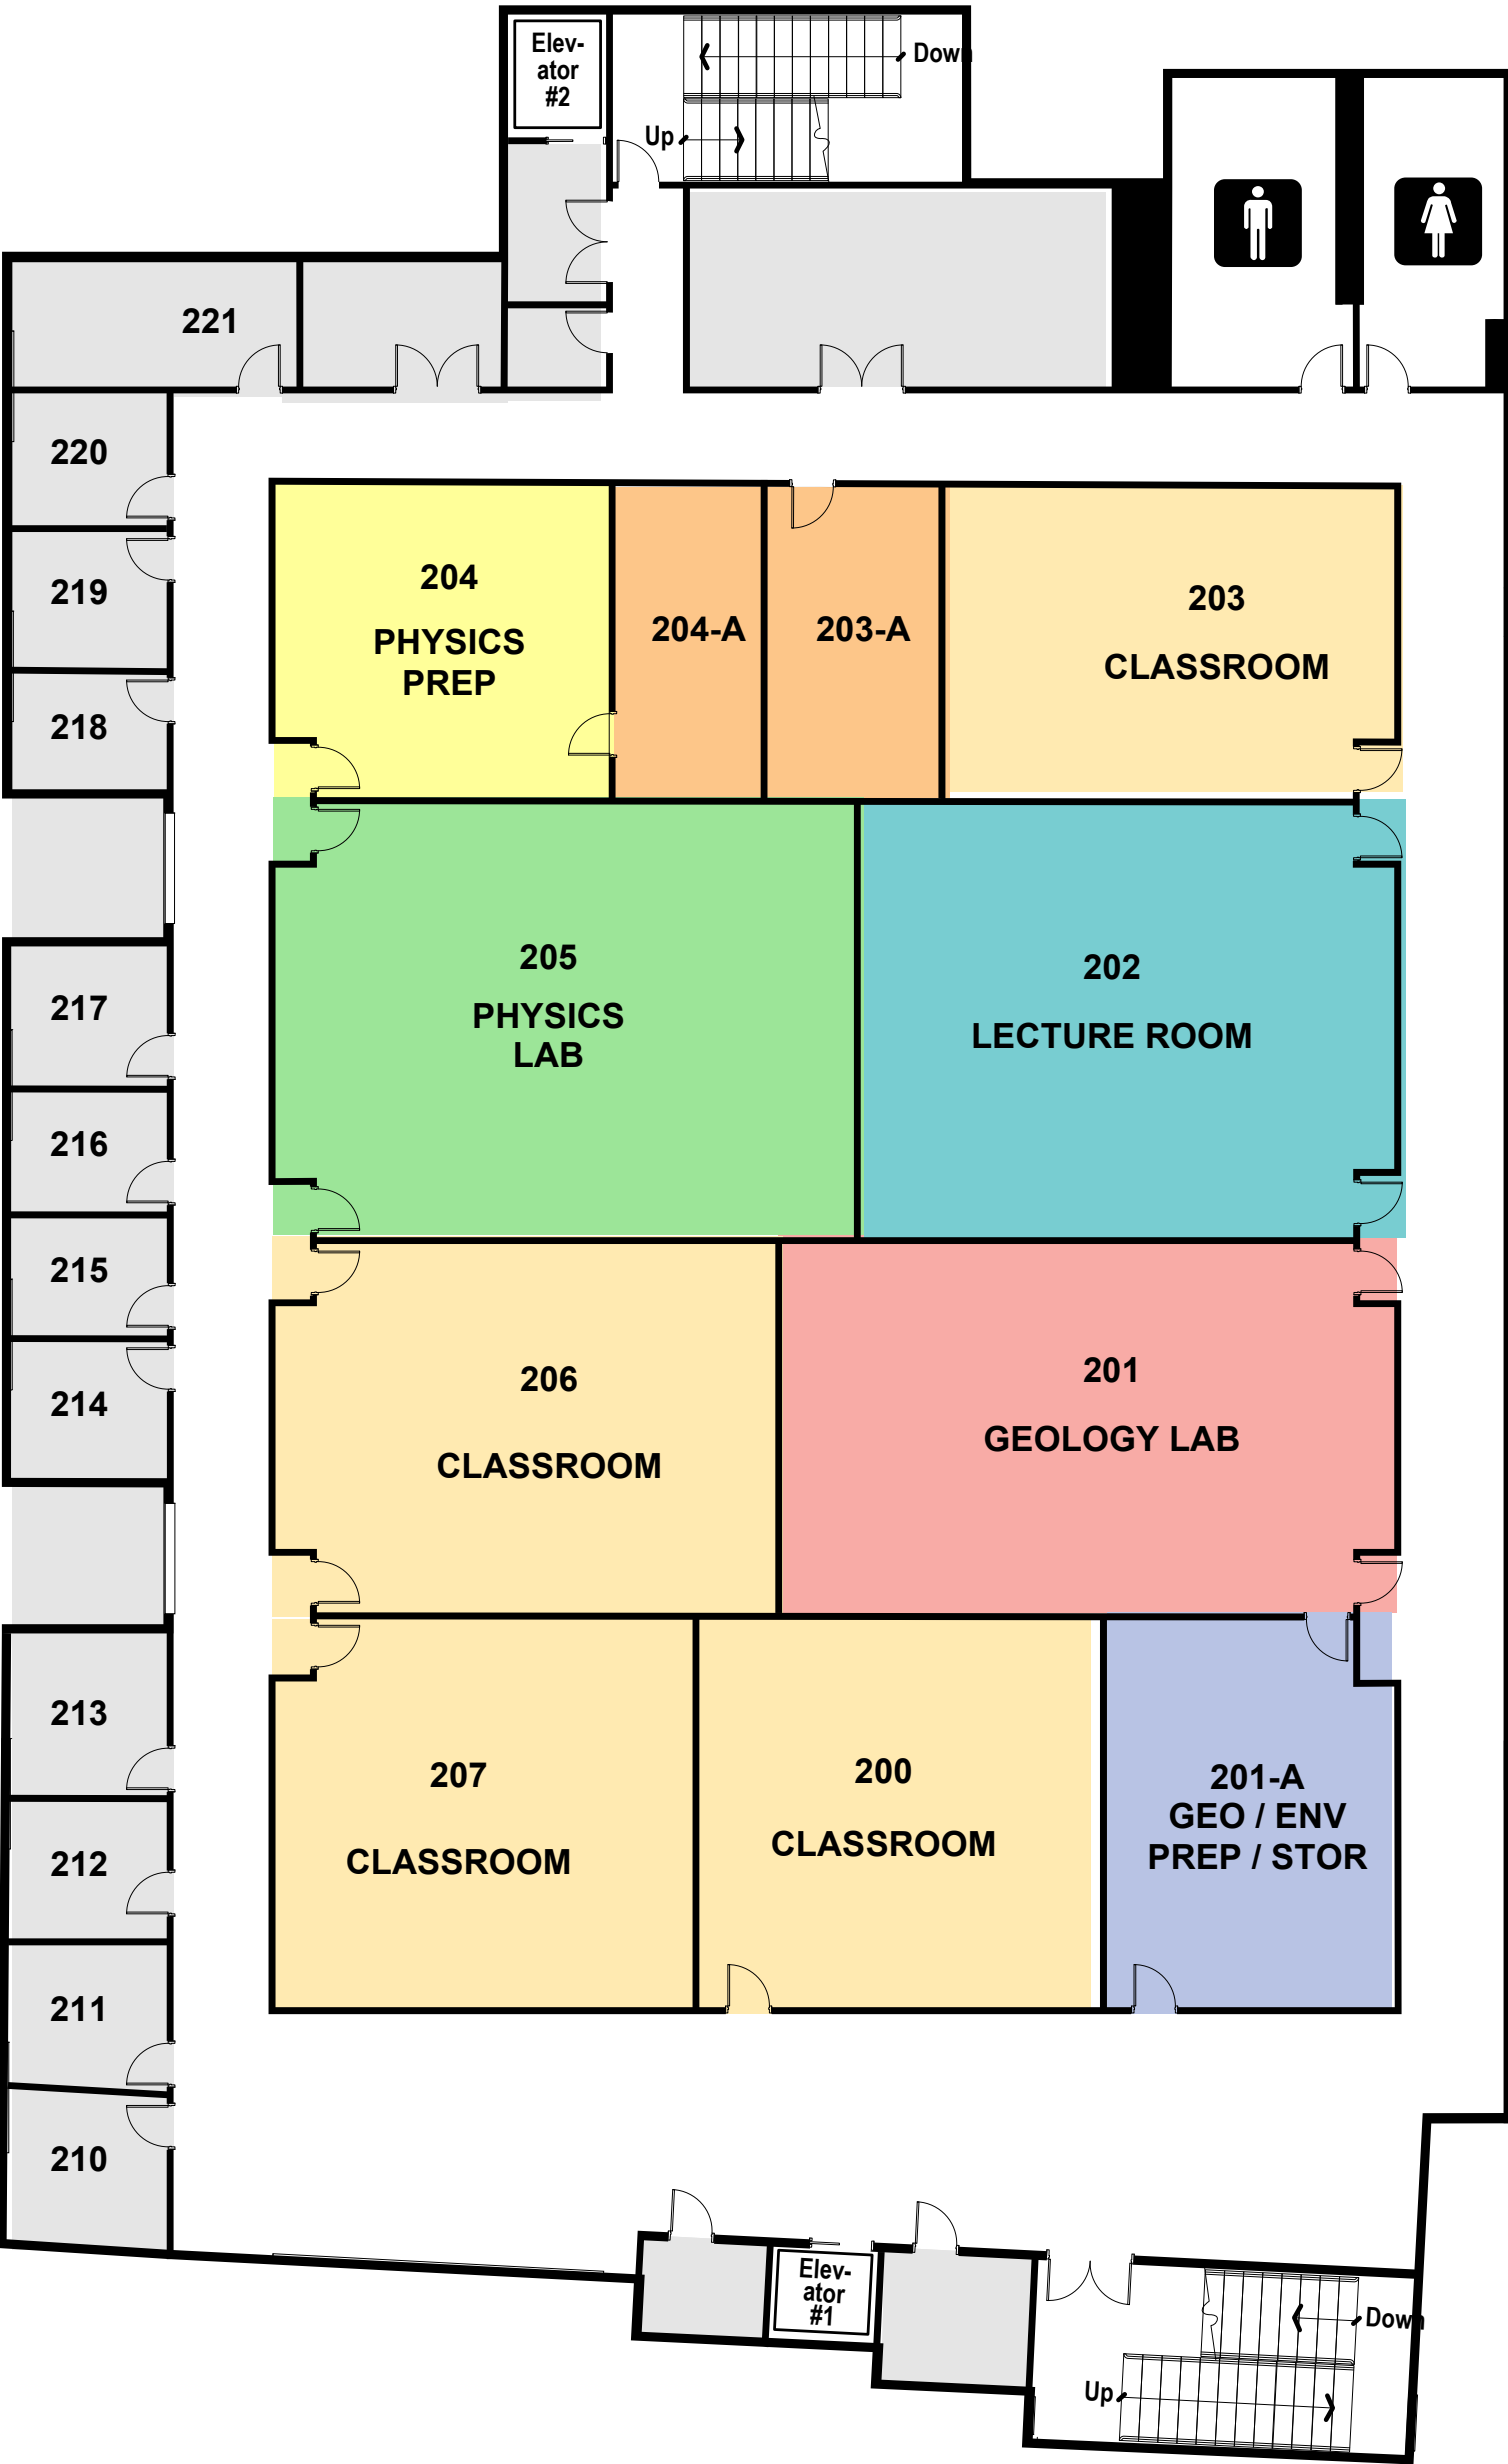 Elev-
ator
#2
Down
Up
221
220
204
PHYSICS
PREP
204-A
203-A
203
CLASSROOM
219
218
205
PHYSICS
LAB
202
LECTURE ROOM
217
216
215
214
206
CLASSROOM
201
GEOLOGY LAB
213
212
211
210
207
CLASSROOM
200
CLASSROOM
201-A
GEO / ENV
PREP / STOR
Elev-
ator
#1
Down
Up